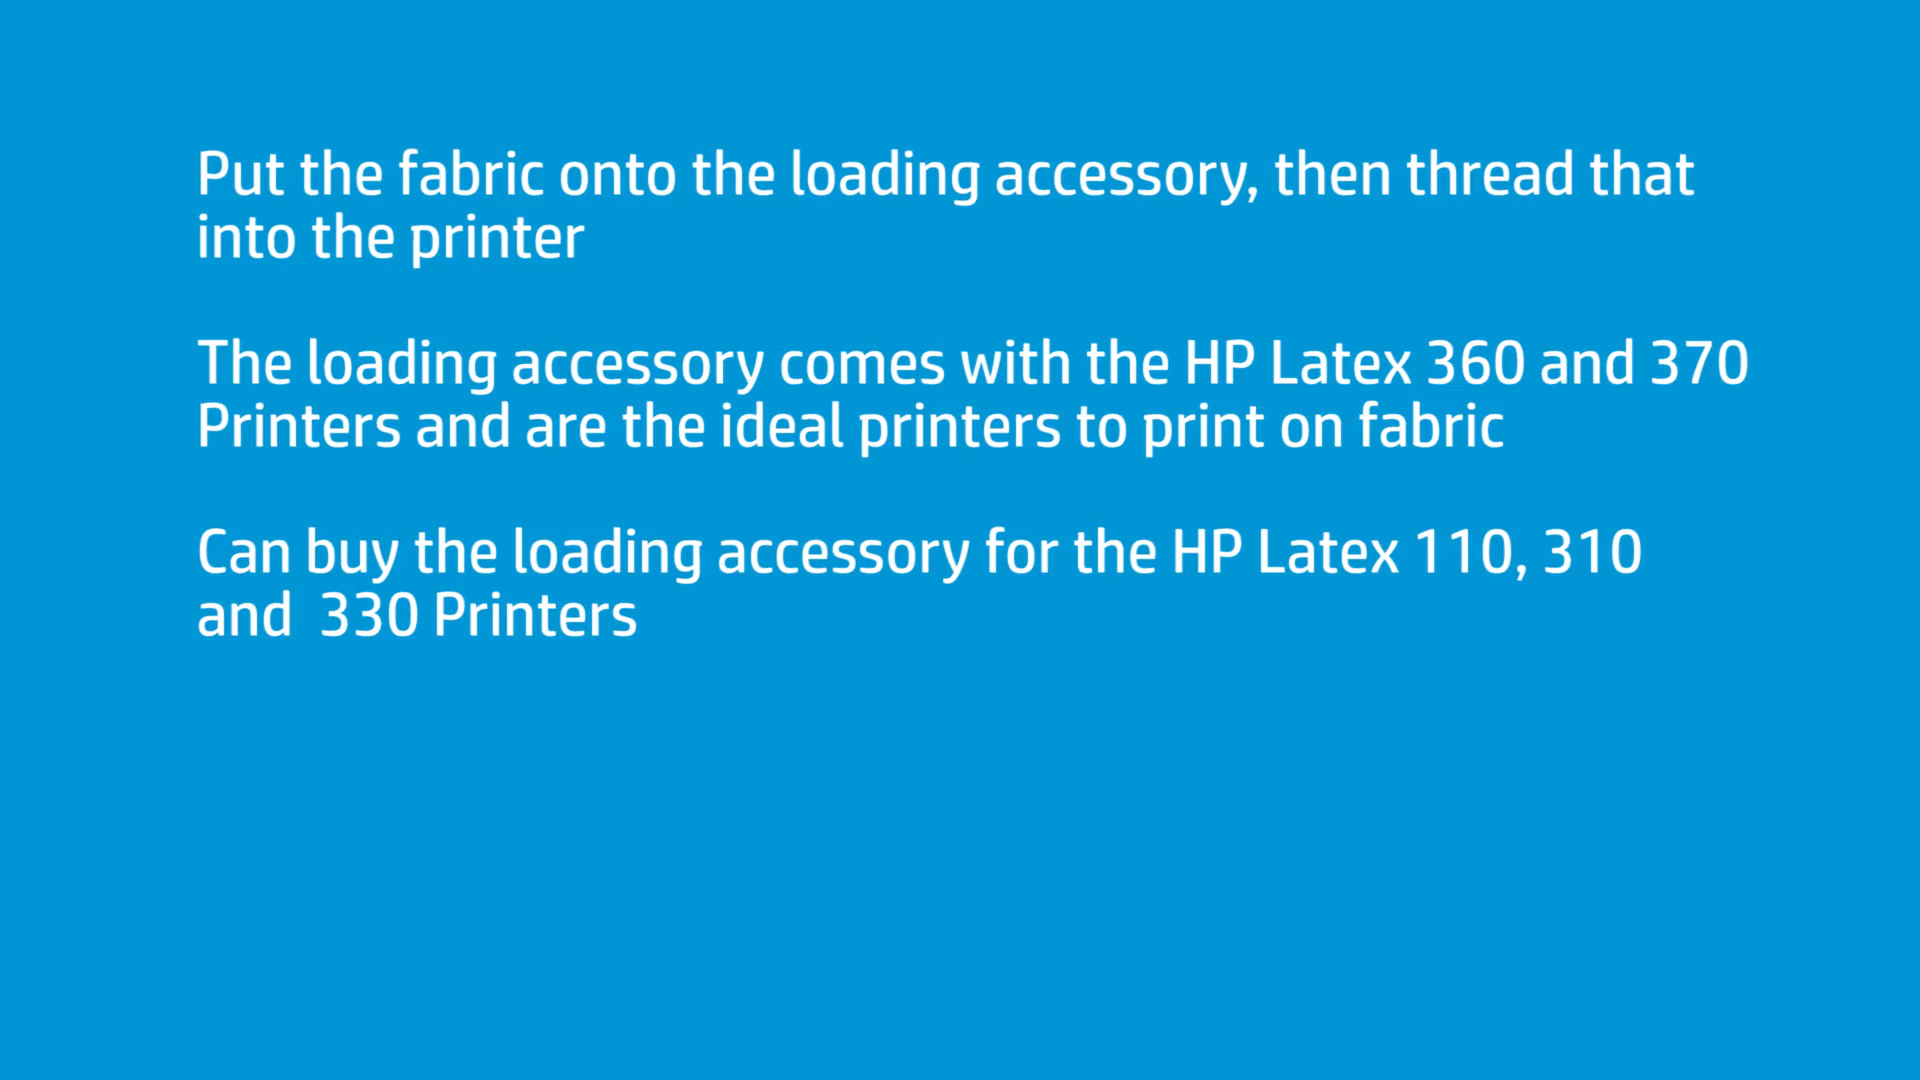 Put the fabric onto the loading accessory, then thread that
into the printer
The loading accessory comes with the HP Latex 360 and 370
Printers and are the ideal printers to print on fabric
Can buy the loading accessory for the HP Latex 110, 310
and  330 Printers